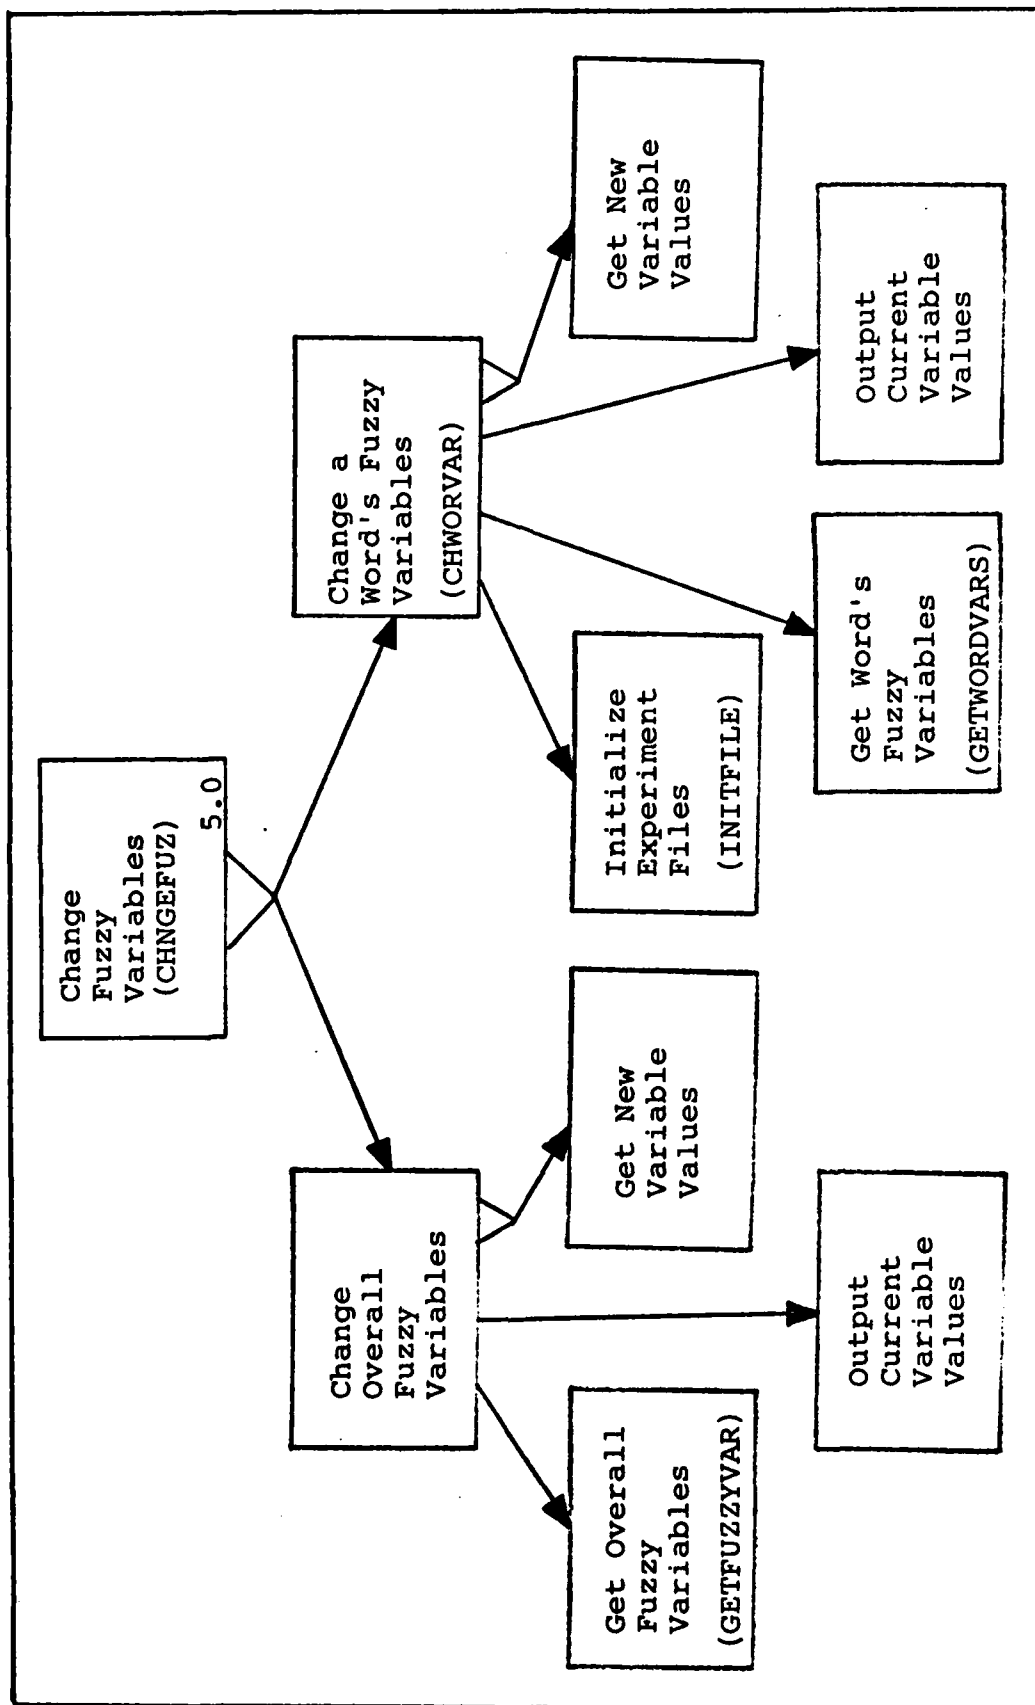 Change
Fuzzy
Variables
(CHNGEFUZ)
5.0
Change
Overall
Fuzzy
Variables
Change a
Word's Fuzzy
Variables
(CHWORVAR)
Get Overall
Fuzzy
Variables
(GETFUZZYVAR)
Get New
Variable
Values
Initialize
Experiment
Files
(INITFILE)
Get New
Variable
Values
Output
Current
Variable
Values
Get Word's
Fuzzy
Variables
(GETWORDVARS)
Output
Current
Variable
Values